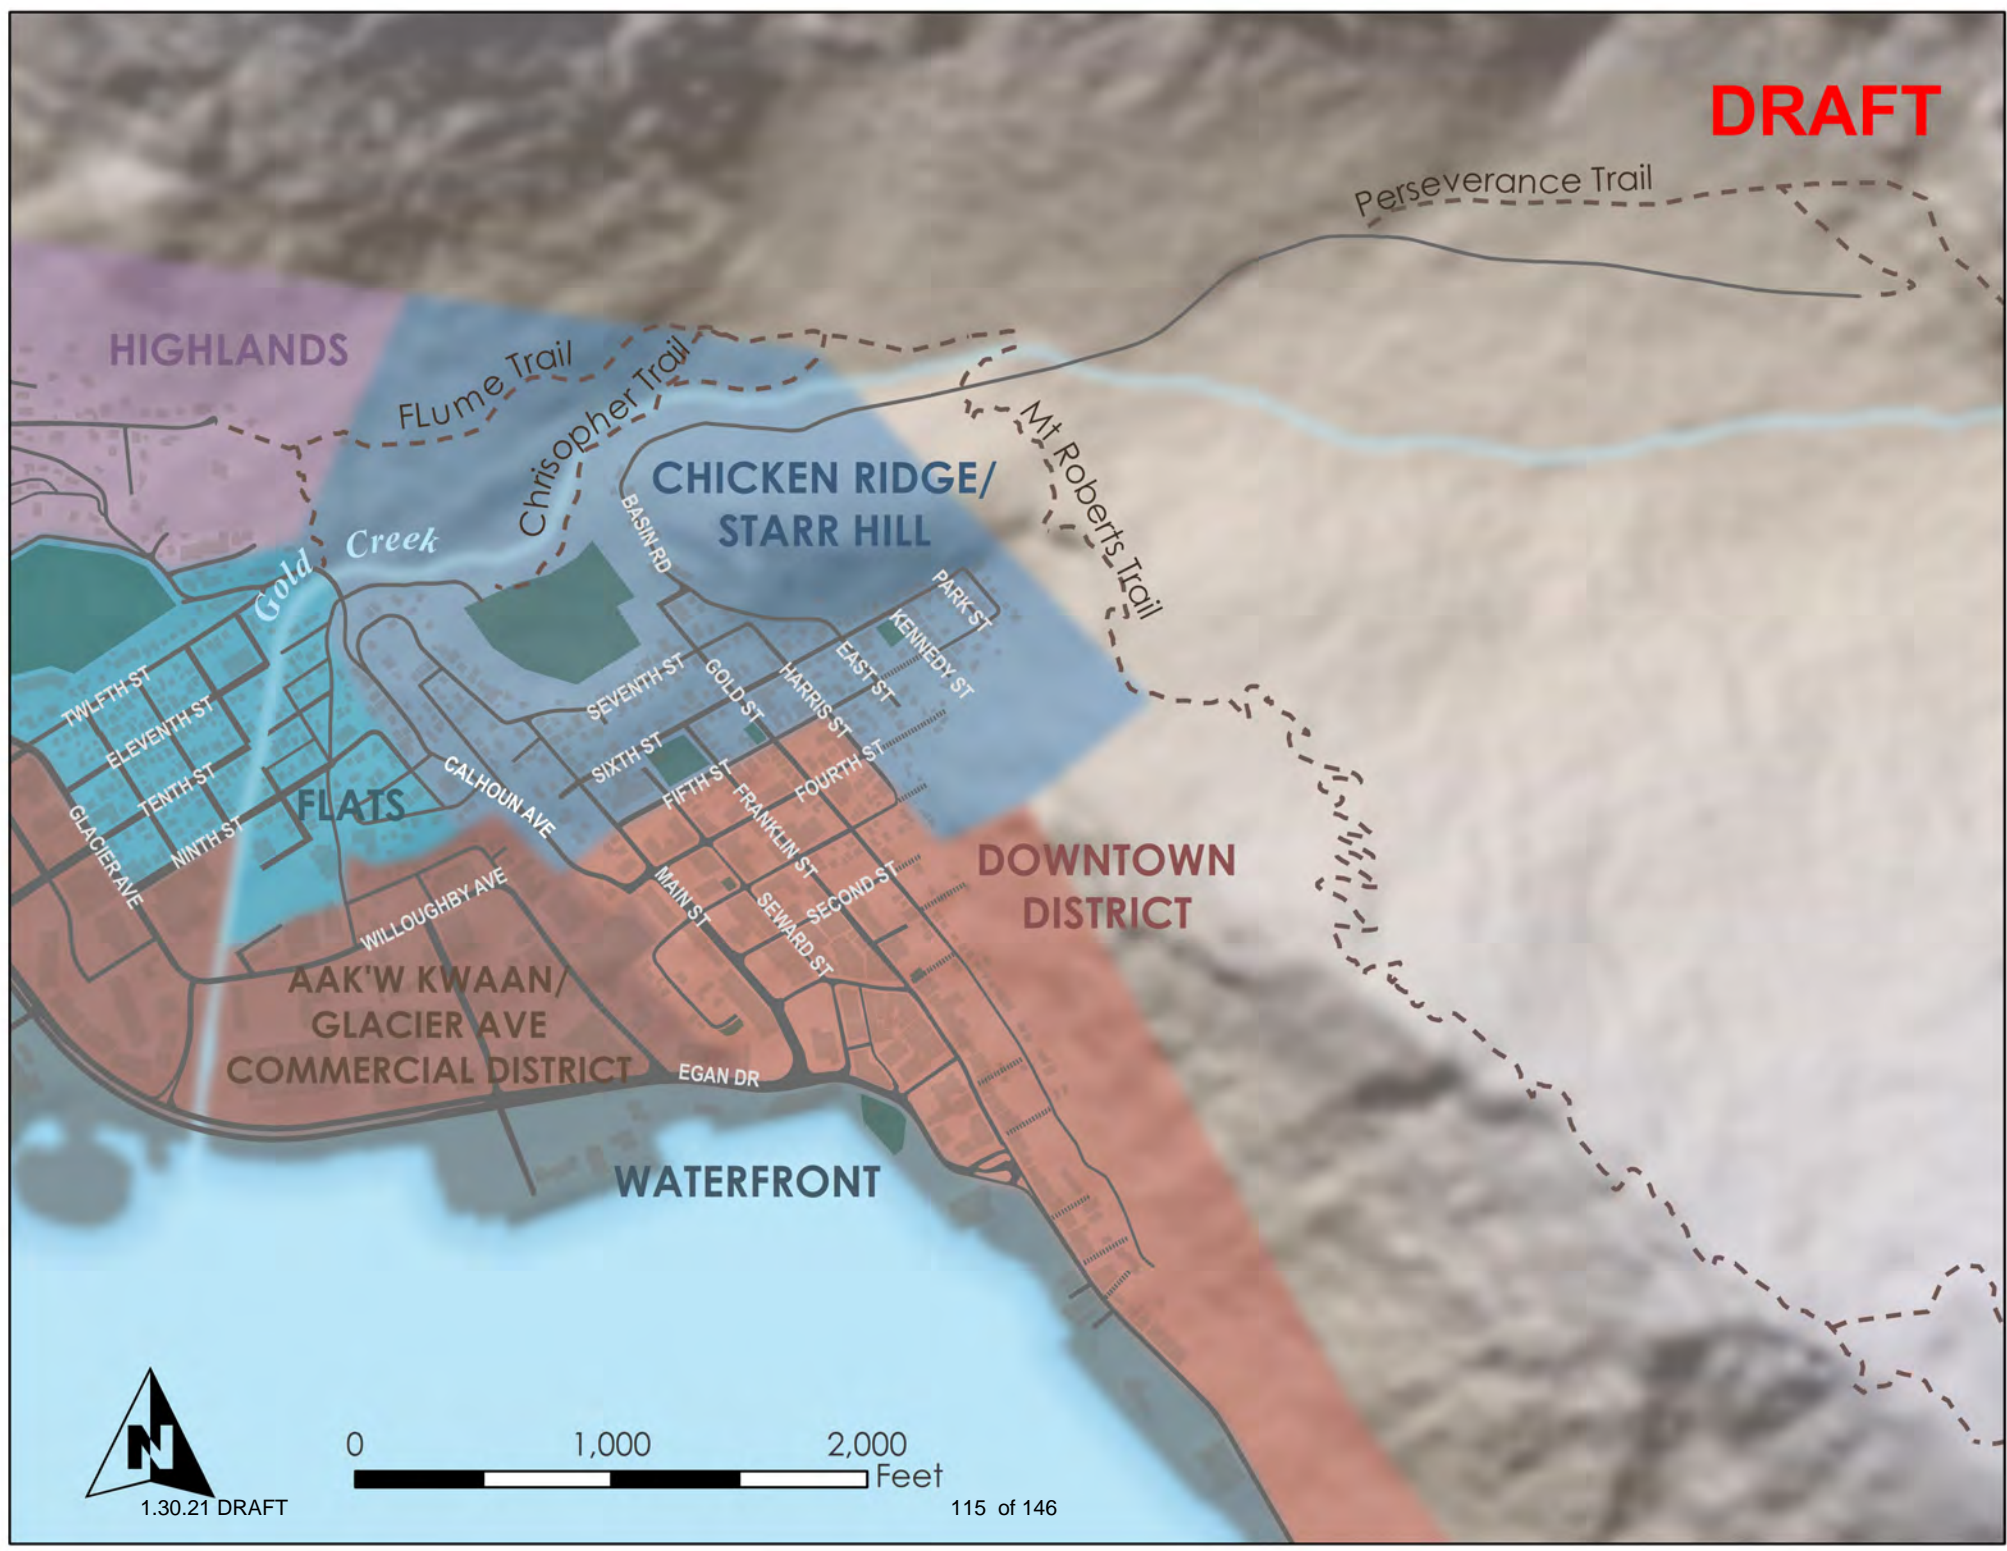 DRAFT
Perseverance Trail
HIGHLANDS
FLume Trail
Chrisopher Trail
Mt Roberts Trail
CHICKEN RIDGE/
STARR HILL
BASIN RD
Gold Creek
PARK ST
KENNEDY ST
EAST ST
HARRIS ST
GOLD ST
SEVENTH ST
SIXTH ST
FIFTH ST
FOURTH ST
FRANKLIN ST
TWLFTH ST
ELEVENTH ST
TENTH ST
NINTH ST
GLACIER AVE
FLATS
CALHOUN AVE
WILLOUGHBY AVE
MAIN ST
SEWARD ST
SECOND ST
DOWNTOWN
DISTRICT
AAK'W KWAAN/
GLACIER AVE
COMMERCIAL DISTRICT
EGAN DR
WATERFRONT
N
0 1,000 2,000
Feet
1.30.21 DRAFT
115 of 146